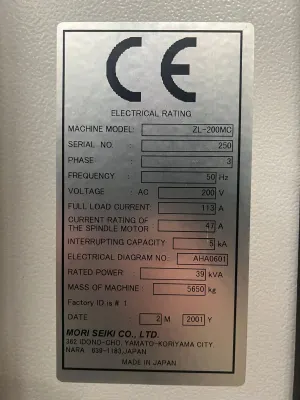 CE
ELECTRICAL RATING
MACHINE MODEL: ZL-200MC
SERIAL NO. 250
PHASE 3
FREQUENCY: 50 Hz
VOLTAGE : AC 200 V
FULL LOAD CURRENT: 113 A
CURRENT RATING OF
THE SPINDLE MOTOR 47 A
INTERRUPTING CAPACITY 5 kA
ELECTRICAL DIAGRAM NO. AHA0601
RATED POWER : 39 kVA
MASS OF MACHINE : 5650 kg
Factory ID is W 1
DATE 2 M 2001 Y
MORI SEIKI CO., LTD.
362 IDONO-CHO, YAMATO-KORIYAMA CITY,
NARA 639-1183,JAPAN
MADE IN JAPAN